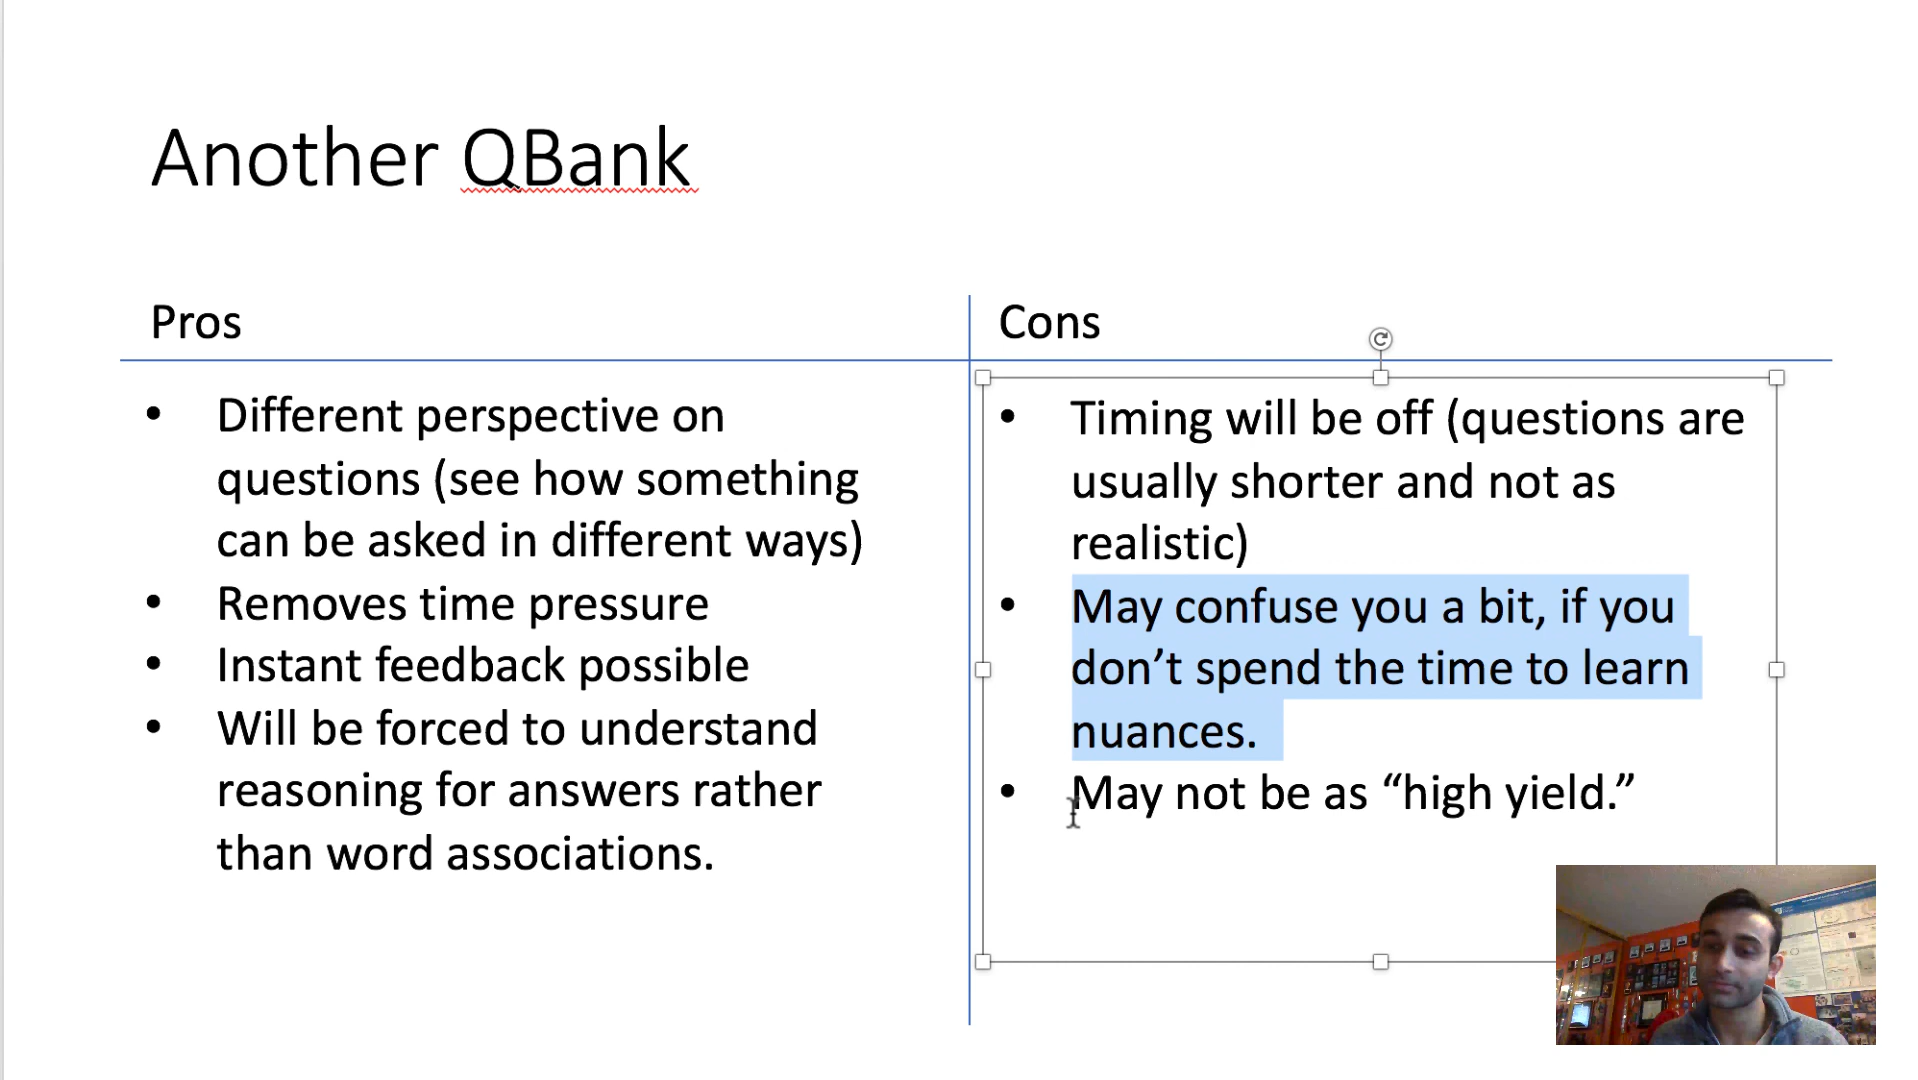 Another QBank
Pros
Cons
• Different perspective on
questions (see how something
can be asked in different ways)
• Removes time pressure
• Instant feedback possible
• Will be forced to understand
reasoning for answers rather
than word associations.
• Timing will be off (questions are
usually shorter and not as
realistic)
• May confuse you a bit, if you
don’t spend the time to learn
nuances.
• May not be as “high yield.”